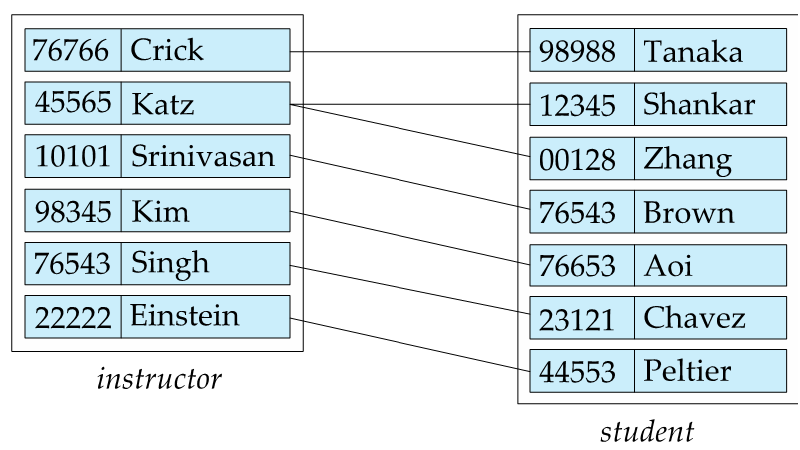 76766 Crick
45565 Katz
10101 Srinivasan
98345 Kim
76543 Singh
22222 Einstein
instructor
98988 Tanaka
12345 Shankar
00128 Zhang
76543 Brown
76653 Aoi
23121 Chavez
44553 Peltier
student